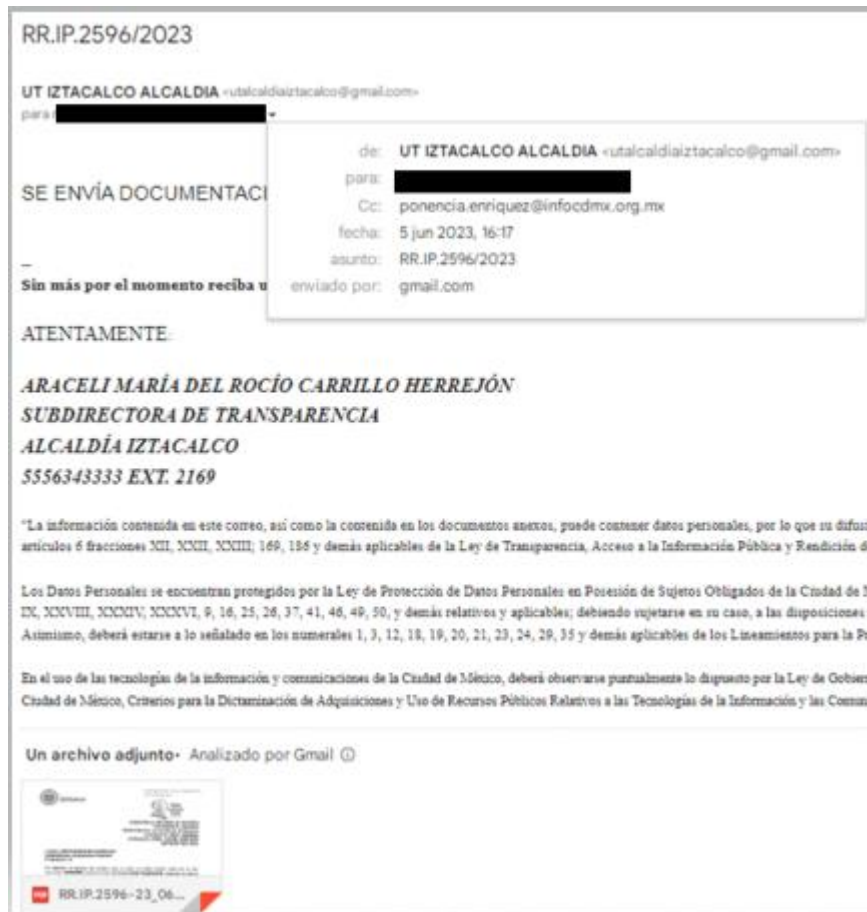 RR.IP.2596/2023
UT IZTACALCO ALCALDIA <utalcaldiaiztacalco@gmail.com>
para
de: UT IZTACALCO ALCALDIA <utalcaldiaiztacalco@gmail.com>
para:
Cc: ponencia.enriquez@infocdmx.org.mx
fecha: 5 jun 2023, 16:17
asunto: RR.IP.2596/2023
enviado por: gmail.com
SE ENVÍA DOCUMENTACI
Sin más por el momento reciba u
ATENTAMENTE:
ARACELI MARÍA DEL ROCÍO CARRILLO HERREJÓN
SUBDIRECTORA DE TRANSPARENCIA
ALCALDÍA IZTACALCO
5556343333 EXT. 2169
"La información contenida en este correo, así como la contenida en los documentos anexos, puede contener datos personales, por lo que su difusi
artículos 6 fracciones XII, XXII, XXIII; 169, 186 y demás aplicables de la Ley de Transparencia, Acceso a la Información Pública y Rendición d
Los Datos Personales se encuentran protegidos por la Ley de Protección de Datos Personales en Posesión de Sujetos Obligados de la Ciudad de M
IX, XXVIII, XXXIV, XXXVI, 9, 16, 25, 26, 37, 41, 46, 49, 50, y demás relativos y aplicables; debiendo sujetarse en su caso, a las disposiciones
Asimismo, deberá estarse a lo señalado en los numerales 1, 3, 12, 18, 19, 20, 21, 23, 24, 29, 35 y demás aplicables de los Lineamientos para la P
En el uso de las tecnologías de la información y comunicaciones de la Ciudad de México, deberá observarse puntualmente lo dispuesto por la Ley de Gobier
Ciudad de México, Criterios para la Dictaminación de Adquisiciones y Uso de Recursos Públicos Relativos a las Tecnologías de la Información y las Comun
Un archivo adjunto• Analizado por Gmail
PDF RR.IP.2596-23_06...